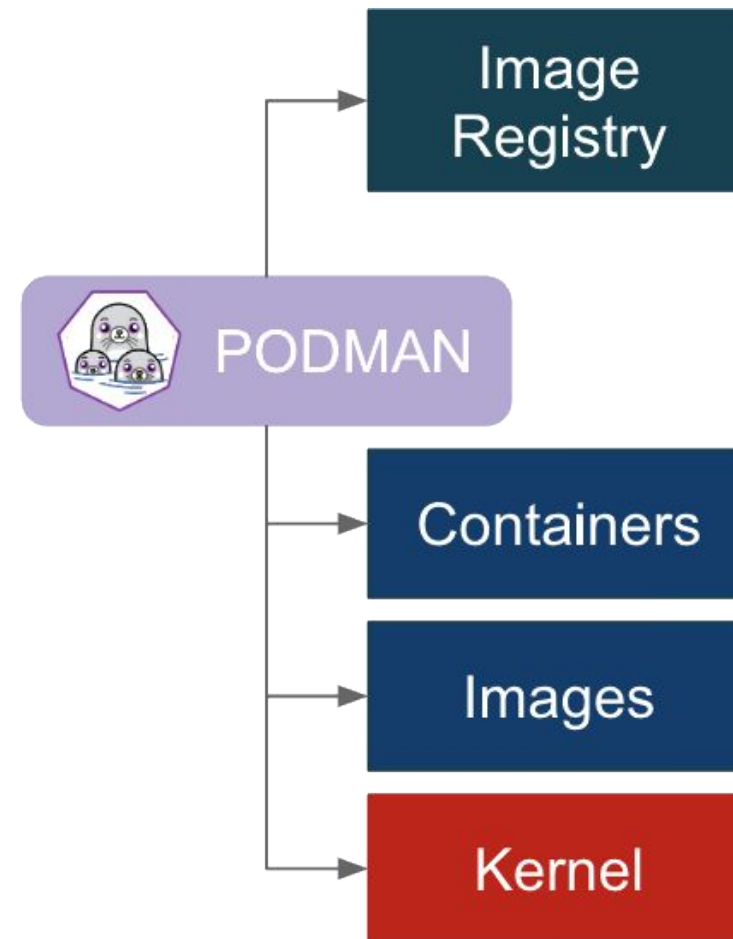 Image
Registry
PODMAN
Containers
Images
Kernel